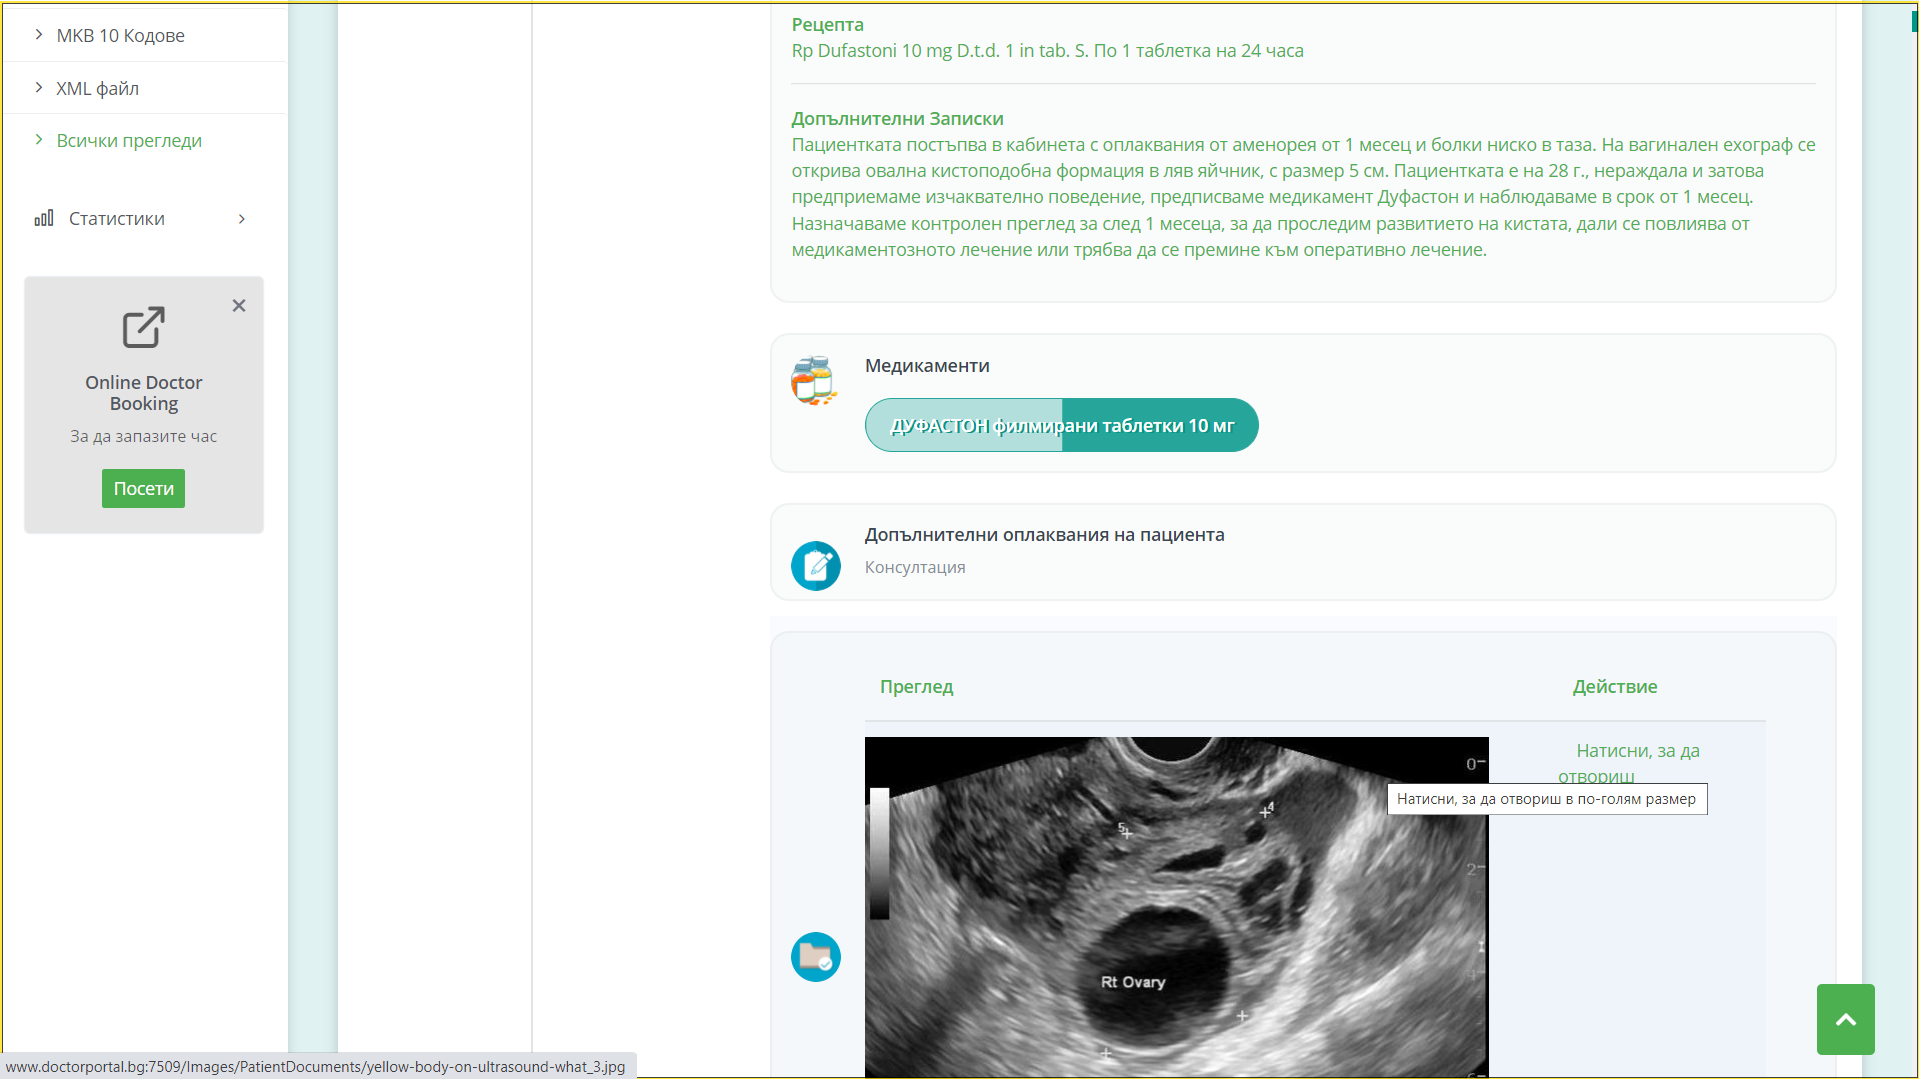 МКВ 10 Кодове
XML файл
Всички прегледи
Статистики
Online Doctor
Booking
За да запазите час
Посети
Рецепта
Rp Dufastoni 10 mg D.t.d. 1 in tab. S. По 1 таблетка на 24 часа
Допълнителни Записки
Пациентката постъпва в кабинета с оплаквания от аменорея от 1 месец и болки ниско в таза. На вагинален ехограф се
открива овална кистоподобна формация в ляв яйчник, с размер 5 см. Пациентката е на 28 г., нераждала и затова
предприемаме изчаквателно поведение, предписваме медикамент Дуфастон и наблюдаваме в срок от 1 месец.
Назначаваме контролен преглед за след 1 месеца, за да проследим развитието на кистата, дали се повлиява от
медикаментозното лечение или трябва да се премине към оперативно лечение.
Медикаменти
ДУФАСТОН филмирани таблетки 10 мг
Допълнителни оплаквания на пациента
Консултация
Преглед
Действие
Натисни, за да
отвориш
Натисни, за да отвориш в по-голям размер
0
4
5
2
Rt Ovary
4
www.doctorportal.bg:7509/Images/PatientDocuments/yellow-body-on-ultrasound-what_3.jpg